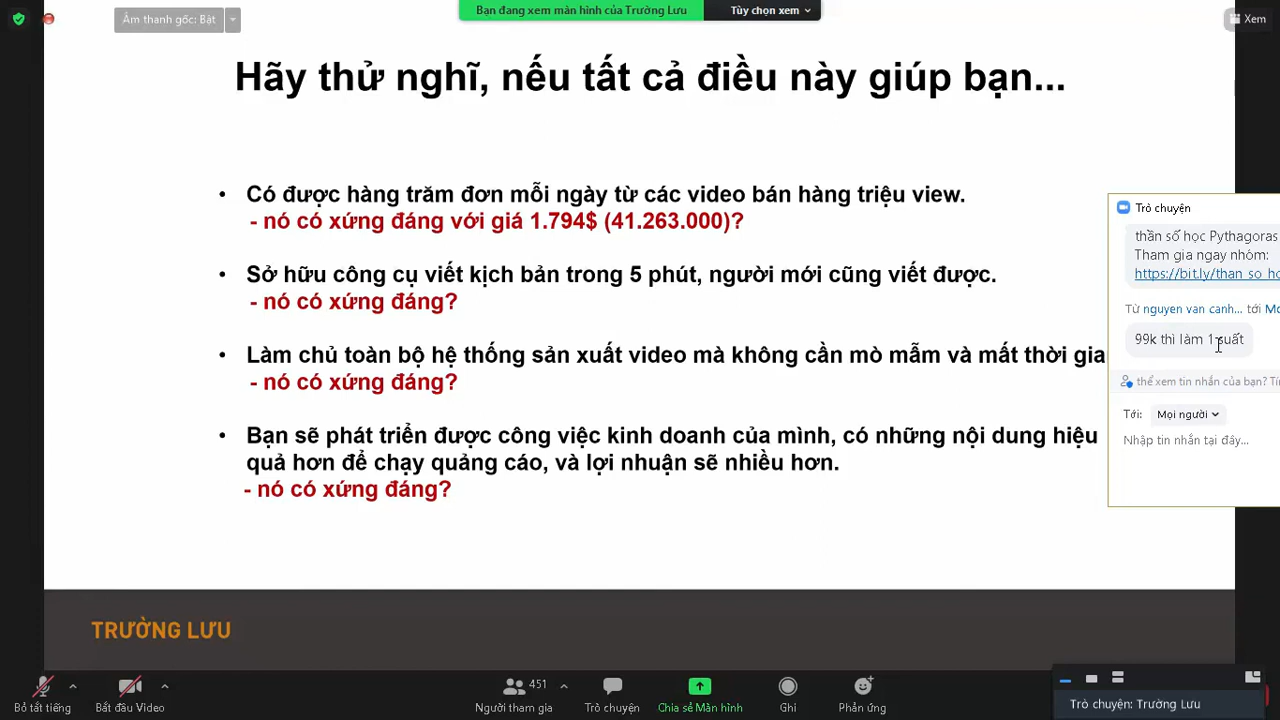 Âm thanh gốc: Bật
Bạn đang xem màn hình của Trường Lưu
Tùy chọn xem
Xem
Hãy thử nghĩ, nếu tất cả điều này giúp bạn...
• Có được hàng trăm đơn mỗi ngày từ các video bán hàng triệu view.
- nó có xứng đáng với giá 1.794$ (41.263.000)?
• Sở hữu công cụ viết kịch bản trong 5 phút, người mới cũng viết được.
- nó có xứng đáng?
• Làm chủ toàn bộ hệ thống sản xuất video mà không cần mò mẫm và mất thời gia
- nó có xứng đáng?
• Bạn sẽ phát triển được công việc kinh doanh của mình, có những nội dung hiệu
quả hơn để chạy quảng cáo, và lợi nhuận sẽ nhiều hơn.
- nó có xứng đáng?
TRƯỜNG LƯU
Trò chuyện
thần số học Pythagoras
Tham gia ngay nhóm:
https://bit.ly/than_so_ho
Từ nguyen van canh... tới Mo
99k thì làm 1 suất
thể xem tin nhắn của bạn? Tí
Tới: Mọi người
Nhập tin nhắn tại đây...
Bỏ tắt tiếng
Bắt đầu Video
451
Người tham gia
Trò chuyện
Chia sẻ Màn hình
Ghi
Phản ứng
Trò chuyện: Trường Lưu